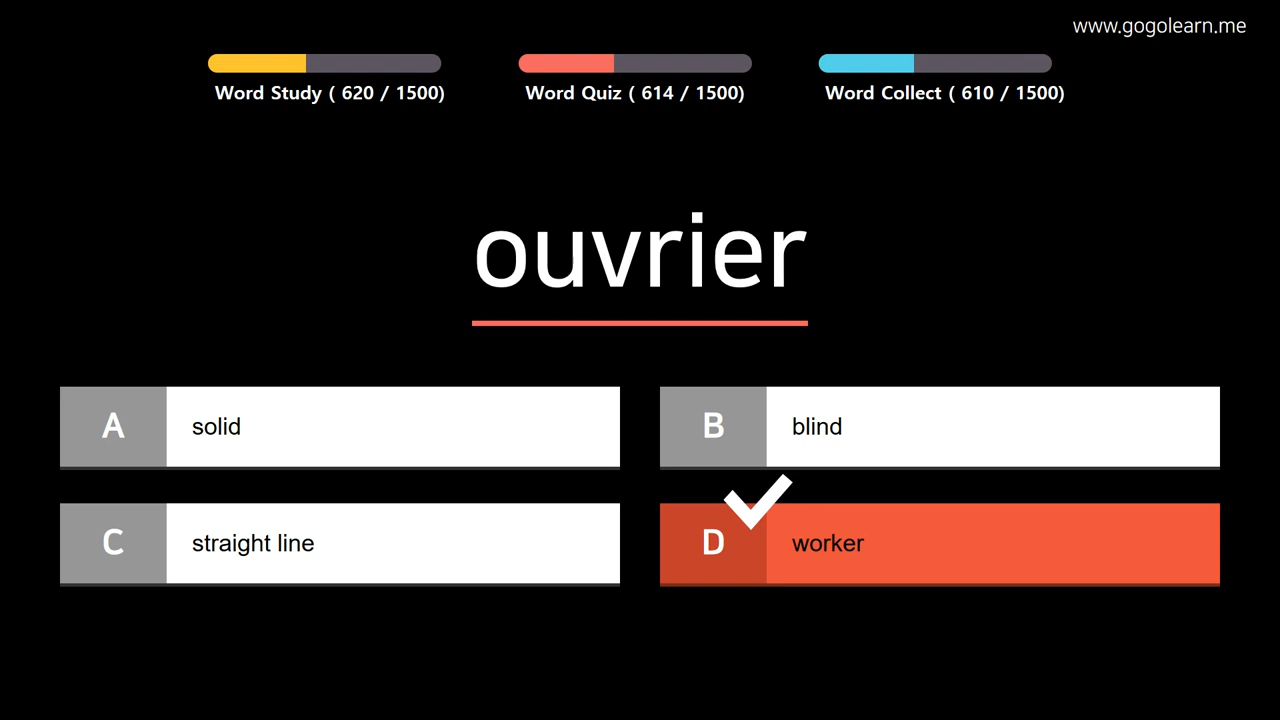 www.gogolearn.me
Word Study ( 620 / 1500)
Word Quiz ( 614 / 1500)
Word Collect ( 610 / 1500)
ouvrier
A solid
B blind
C straight line
D worker